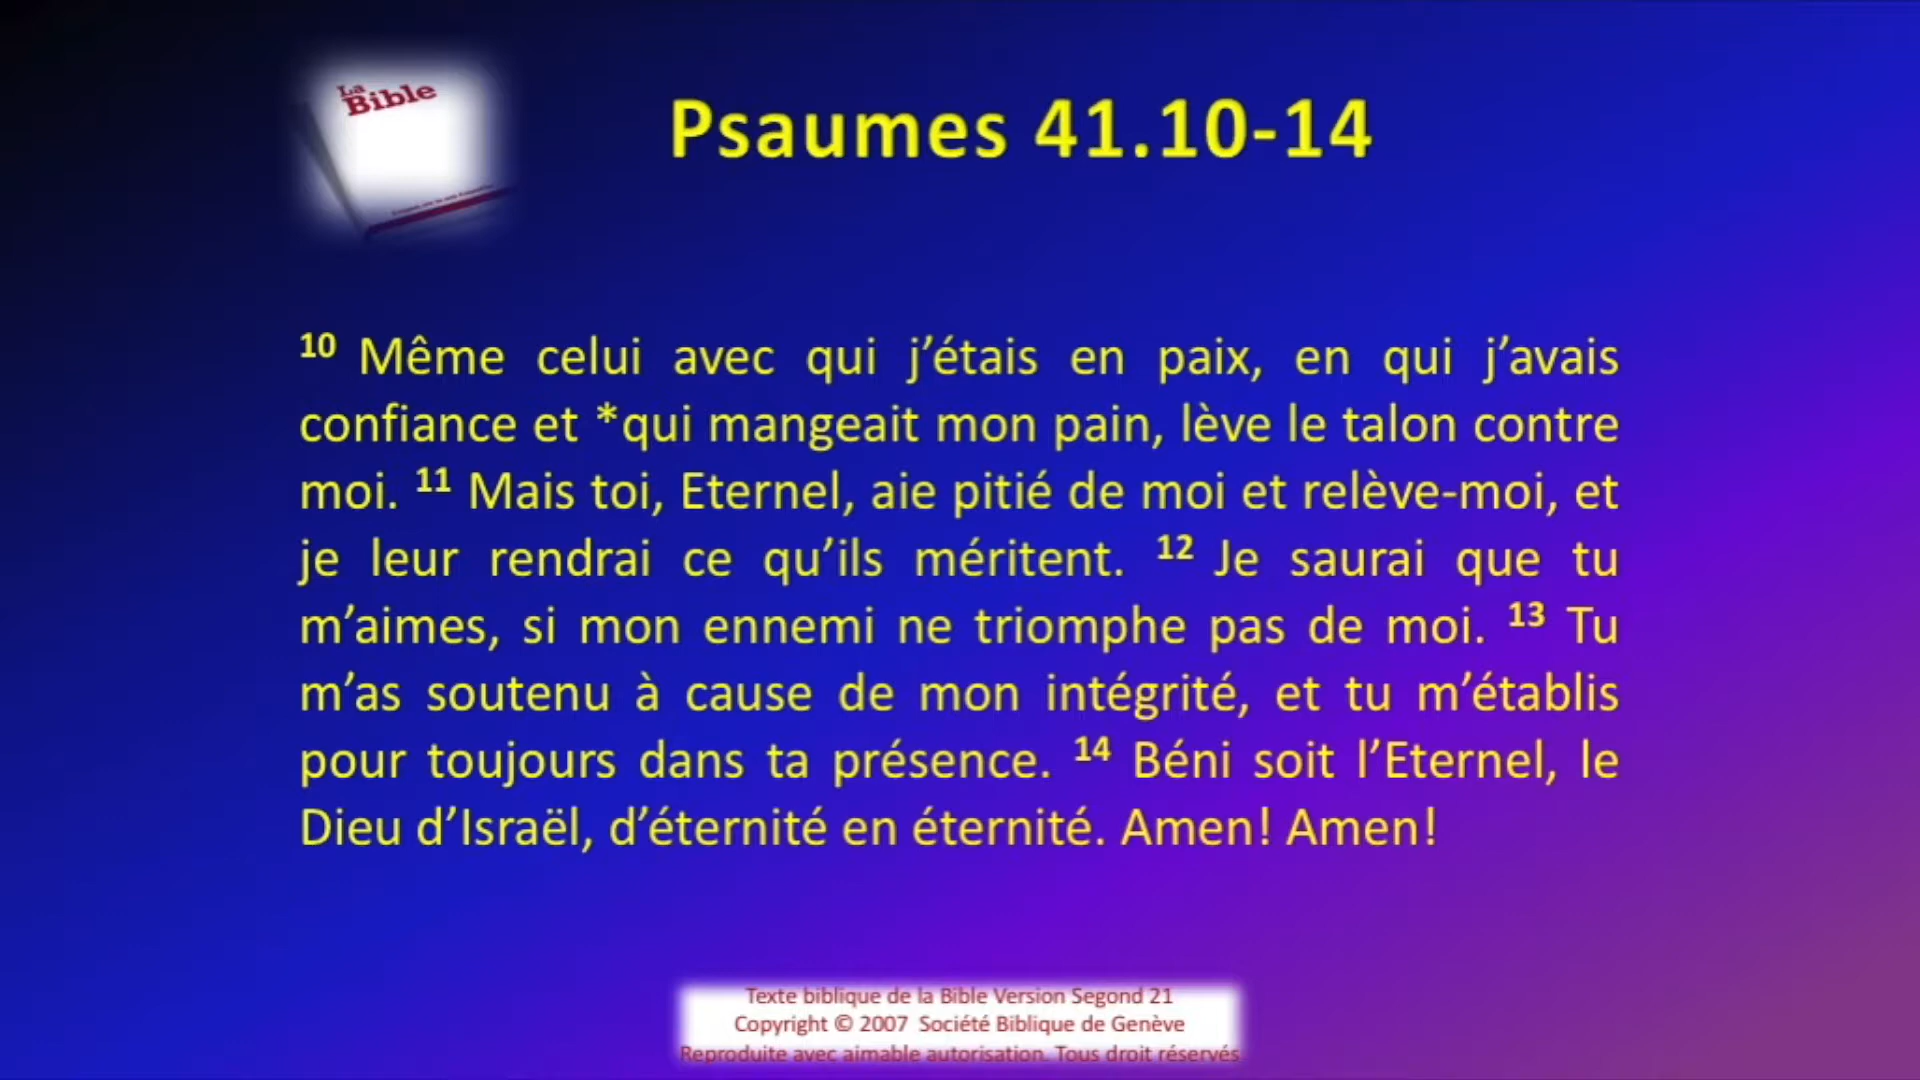 La
Bible
Psaumes 41.10-14
10 Même celui avec qui j’étais en paix, en qui j’avais
confiance et *qui mangeait mon pain, lève le talon contre
moi. 11 Mais toi, Eternel, aie pitié de moi et relève-moi, et
je leur rendrai ce qu’ils méritent. 12 Je saurai que tu
m’aimes, si mon ennemi ne triomphe pas de moi. 13 Tu
m’as soutenu à cause de mon intégrité, et tu m’établis
pour toujours dans ta présence. 14 Béni soit l’Eternel, le
Dieu d’Israël, d’éternité en éternité. Amen! Amen!
Texte biblique de la Bible Version Segond 21
Copyright © 2007 Société Biblique de Genève
Reproduite avec aimable autorisation. Tous droit réservés